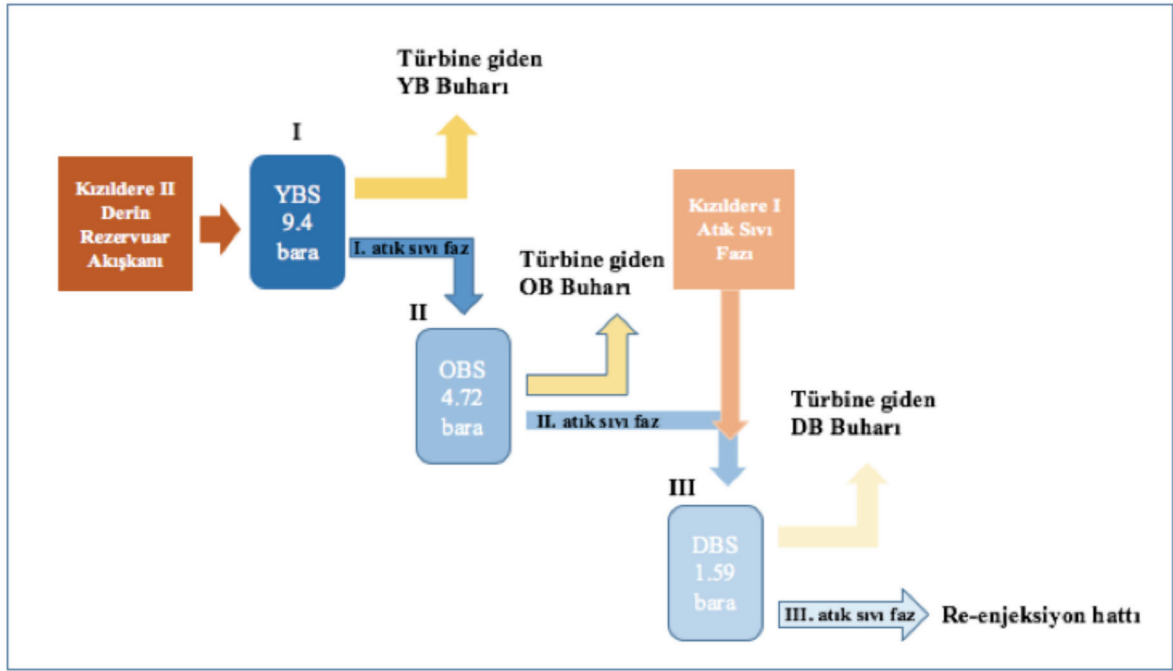 Türbine giden
YB Buharı
I
Kızıldere II
Derin
Rezervuar
Akışkanı
YBS
9.4
bara
I. atık sıvı faz
Kızıldere I
Atık Sıvı
Fazı
Türbine giden
OB Buharı
II
OBS
4.72
bara
II. atık sıvı faz
Türbine giden
DB Buharı
III
DBS
1.59
bara
III. atık sıvı faz
Re-enjeksiyon hattı